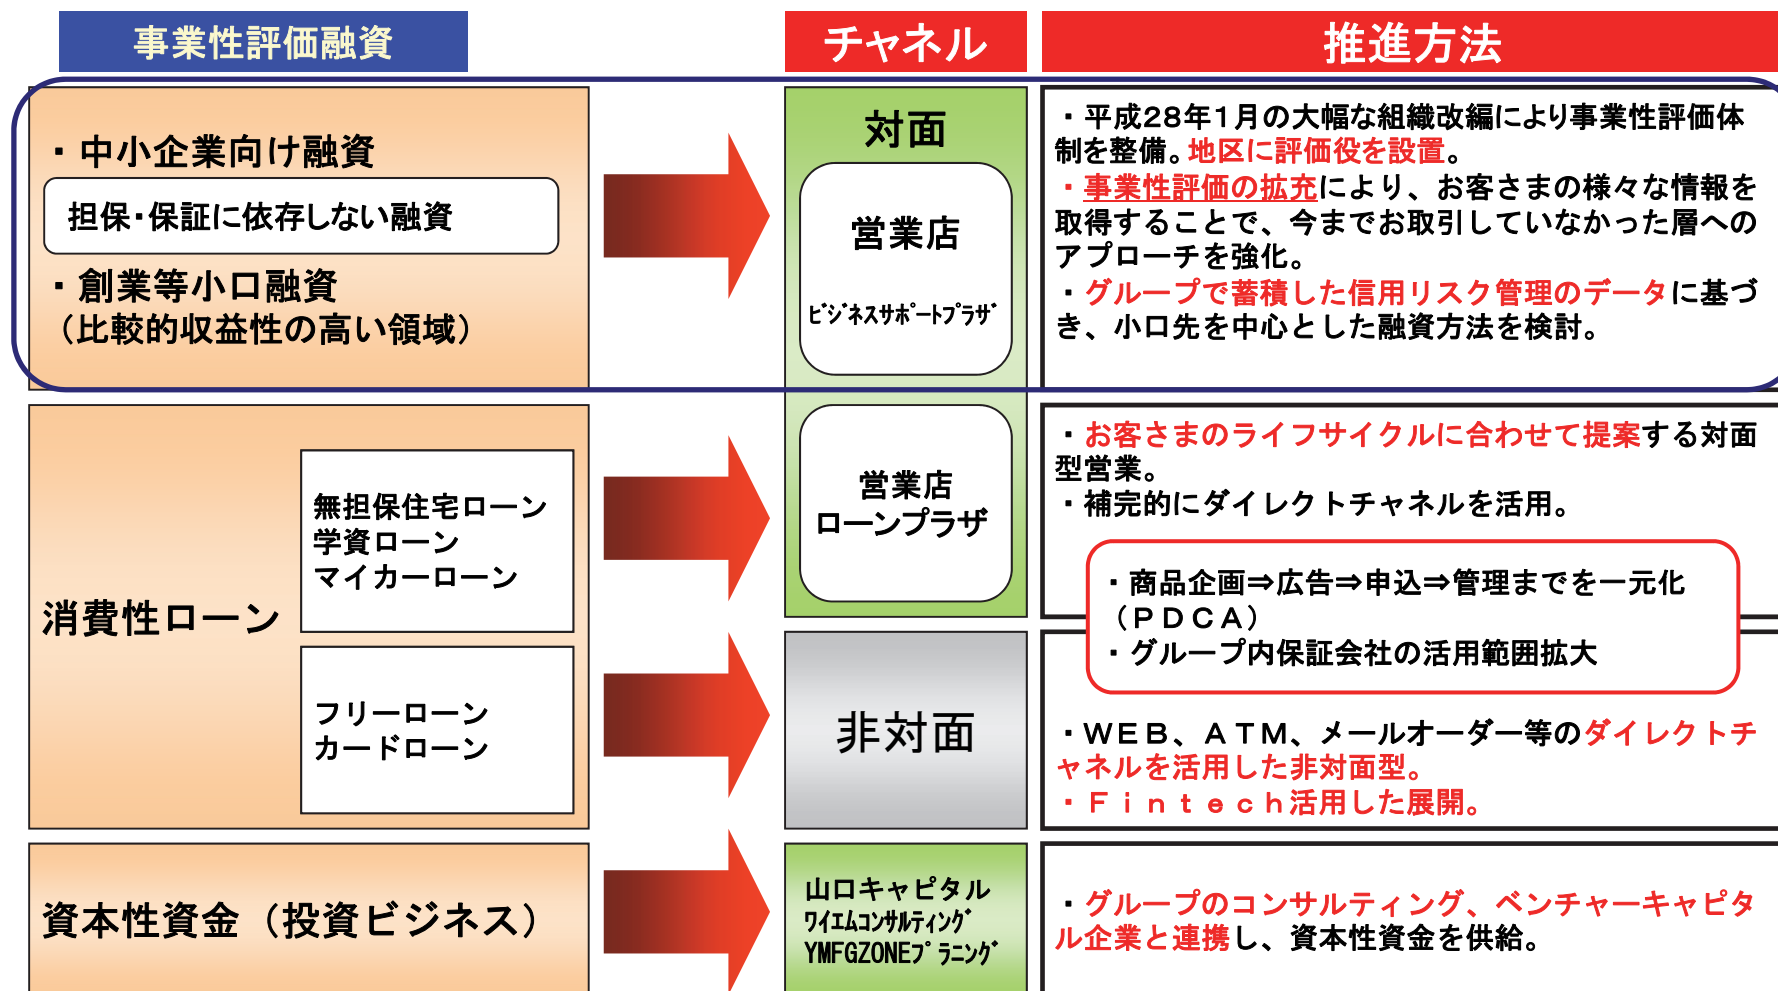 事業性評価融資
チャネル
推進方法
・中小企業向け融資
担保・保証に依存しない融資
・創業等小口融資
（比較的収益性の高い領域）
対面
営業店
ﾋﾞｼﾞﾈｽｻﾎﾟｰﾄﾌﾟﾗｻﾞ
・平成28年1月の大幅な組織改編により事業性評価体
制を整備。地区に評価役を設置。
・事業性評価の拡充により、お客さまの様々な情報を
取得することで、今までお取引していなかった層への
アプローチを強化。
・グループで蓄積した信用リスク管理のデータに基づ
き、小口先を中心とした融資方法を検討。
消費性ローン
無担保住宅ローン
学資ローン
マイカーローン
フリーローン
カードローン
営業店
ローンプラザ
・お客さまのライフサイクルに合わせて提案する対面
型営業。
・補完的にダイレクトチャネルを活用。
・商品企画⇒広告⇒申込⇒管理までを一元化
（ＰＤＣＡ）
・グループ内保証会社の活用範囲拡大
非対面
・ＷＥＢ、ＡＴＭ、メールオーダー等のダイレクトチ
ャネルを活用した非対面型。
・Ｆｉｎｔｅｃｈ活用した展開。
資本性資金（投資ビジネス）
山口キャピタル
ﾜｲｴﾑｺﾝｻﾙﾃｨﾝｸﾞ
YMFGZONEﾌﾟﾗﾆﾝｸﾞ
・グループのコンサルティング、ベンチャーキャピタ
ル企業と連携し、資本性資金を供給。